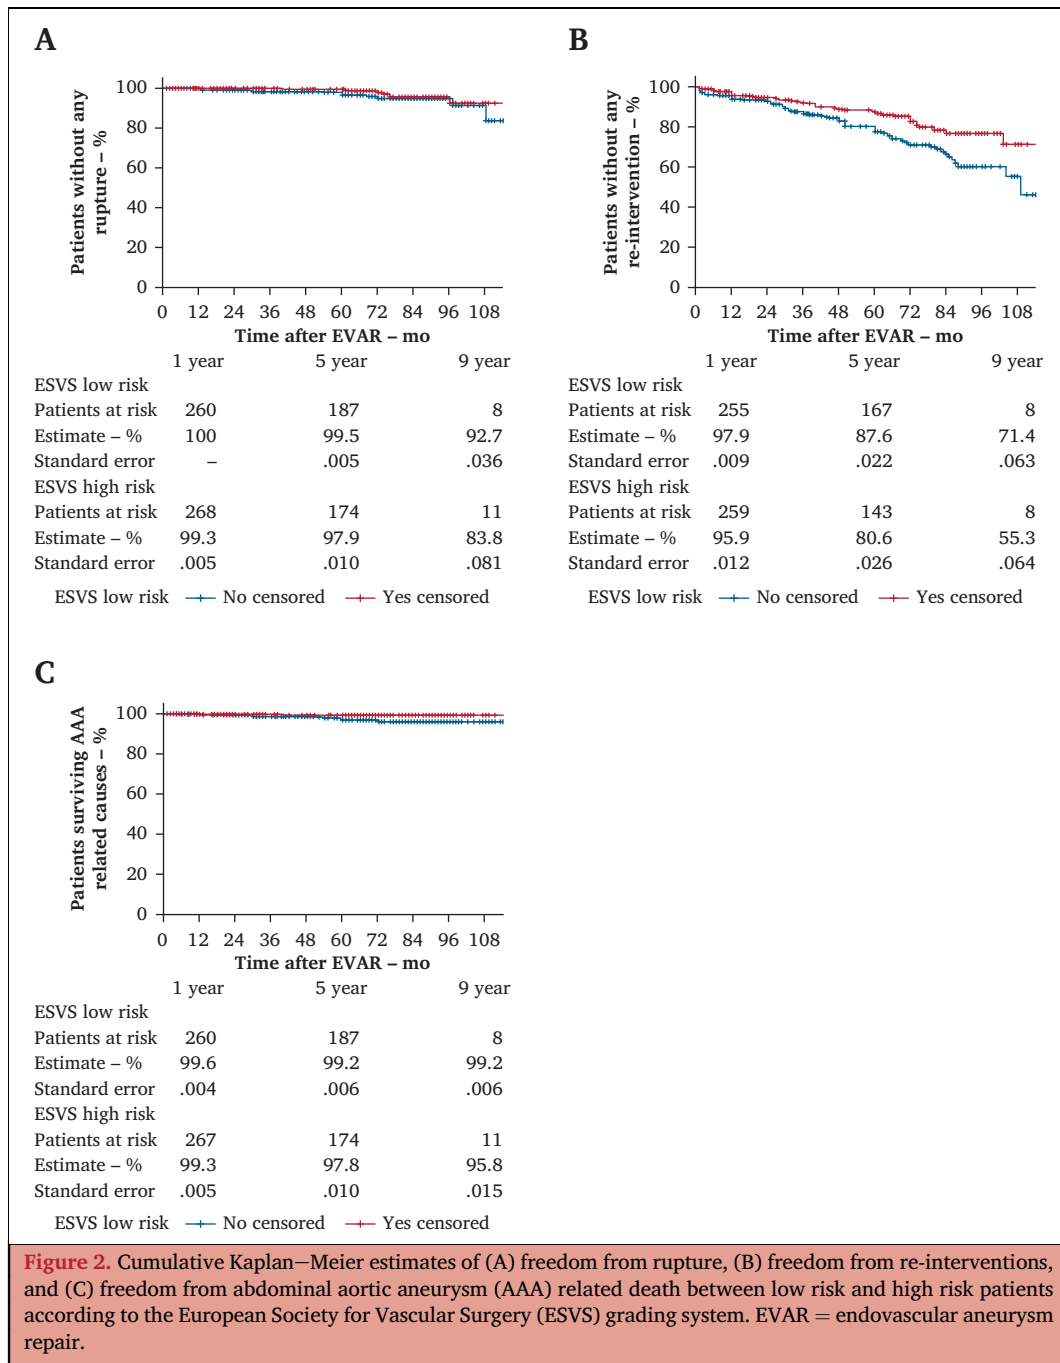 A
Patients without any
rupture – %
100
80
60
40
20
0
0 12 24 36 48 60 72 84 96 108
Time after EVAR – mo
1 year 5 year 9 year
ESVS low risk
Patients at risk 260 187 8
Estimate – % 100 99.5 92.7
Standard error – .005 .036
ESVS high risk
Patients at risk 268 174 11
Estimate – % 99.3 97.9 83.8
Standard error .005 .010 .081
ESVS low risk No censored Yes censored
B
Patients without any
re-intervention – %
100
80
60
40
20
0
0 12 24 36 48 60 72 84 96 108
Time after EVAR – mo
1 year 5 year 9 year
ESVS low risk
Patients at risk 255 167 8
Estimate – % 97.9 87.6 71.4
Standard error .009 .022 .063
ESVS high risk
Patients at risk 259 143 8
Estimate – % 95.9 80.6 55.3
Standard error .012 .026 .064
ESVS low risk No censored Yes censored
C
Patients surviving AAA
related causes – %
100
80
60
40
20
0
0 12 24 36 48 60 72 84 96 108
Time after EVAR – mo
1 year 5 year 9 year
ESVS low risk
Patients at risk 260 187 8
Estimate – % 99.6 99.2 99.2
Standard error .004 .006 .006
ESVS high risk
Patients at risk 267 174 11
Estimate – % 99.3 97.8 95.8
Standard error .005 .010 .015
ESVS low risk No censored Yes censored
Figure 2. Cumulative Kaplan–Meier estimates of (A) freedom from rupture, (B) freedom from re-interventions,
and (C) freedom from abdominal aortic aneurysm (AAA) related death between low risk and high risk patients
according to the European Society for Vascular Surgery (ESVS) grading system. EVAR = endovascular aneurysm
repair.